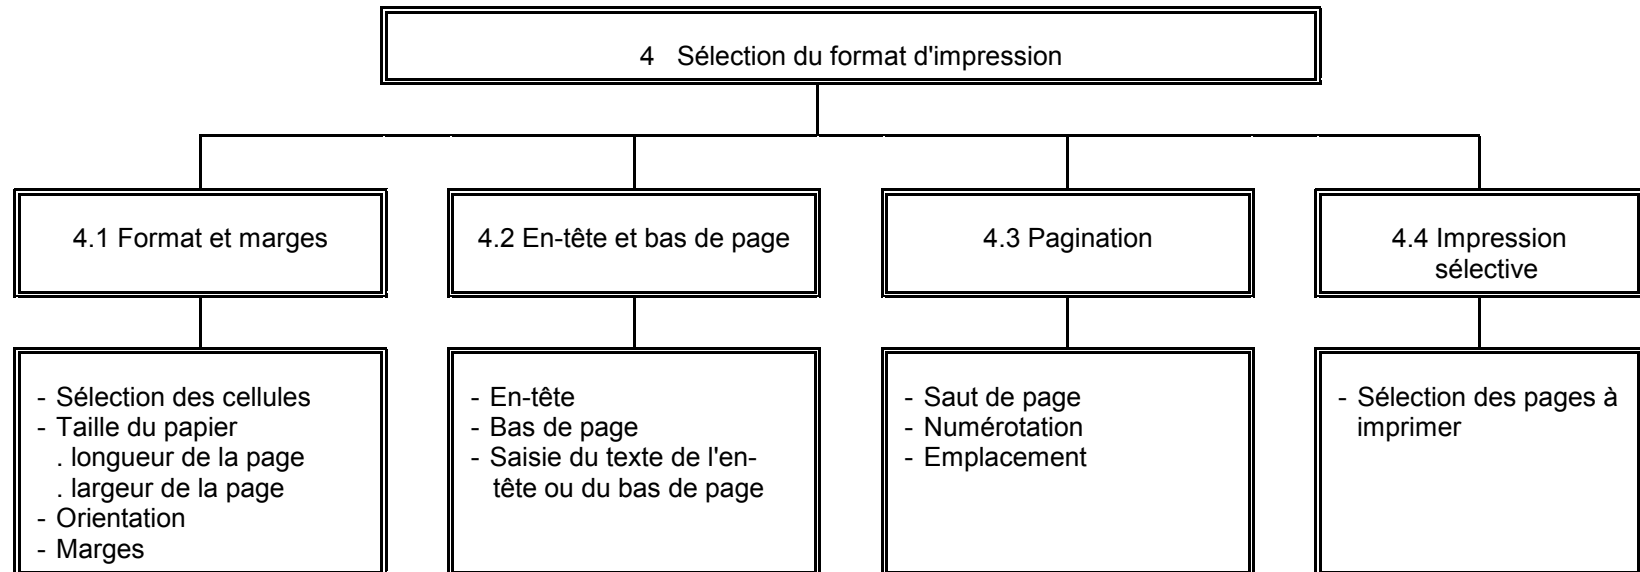 4 Sélection du format d'impression
4.1 Format et marges
4.2 En-tête et bas de page
4.3 Pagination
4.4 Impression
sélective
- Sélection des cellules
- Taille du papier
. longueur de la page
. largeur de la page
- Orientation
- Marges
- En-tête
- Bas de page
- Saisie du texte de l'en-
tête ou du bas de page
- Saut de page
- Numérotation
- Emplacement
- Sélection des pages à
imprimer